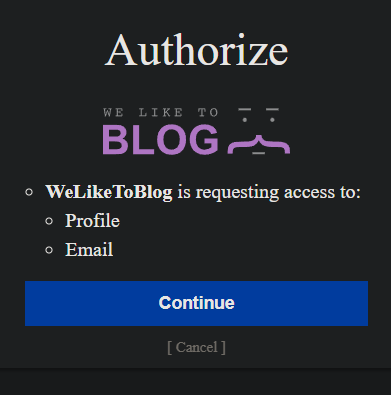 Authorize
WE LIKE TO
BLOG
WeLikeToBlog is requesting access to:
Profile
Email
Continue
[ Cancel ]